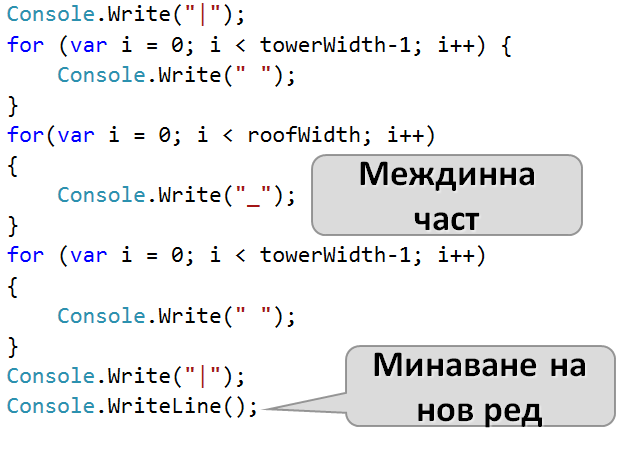 Console.Write("|");
for (var i = 0; i < towerWidth-1; i++) {
    Console.Write(" ");
}
for(var i = 0; i < roofWidth; i++)
{
    Console.Write("_");
}
Междинна
част
for (var i = 0; i < towerWidth-1; i++)
{
    Console.Write(" ");
}
Console.Write("|");
Console.WriteLine();
Минаване на
нов ред